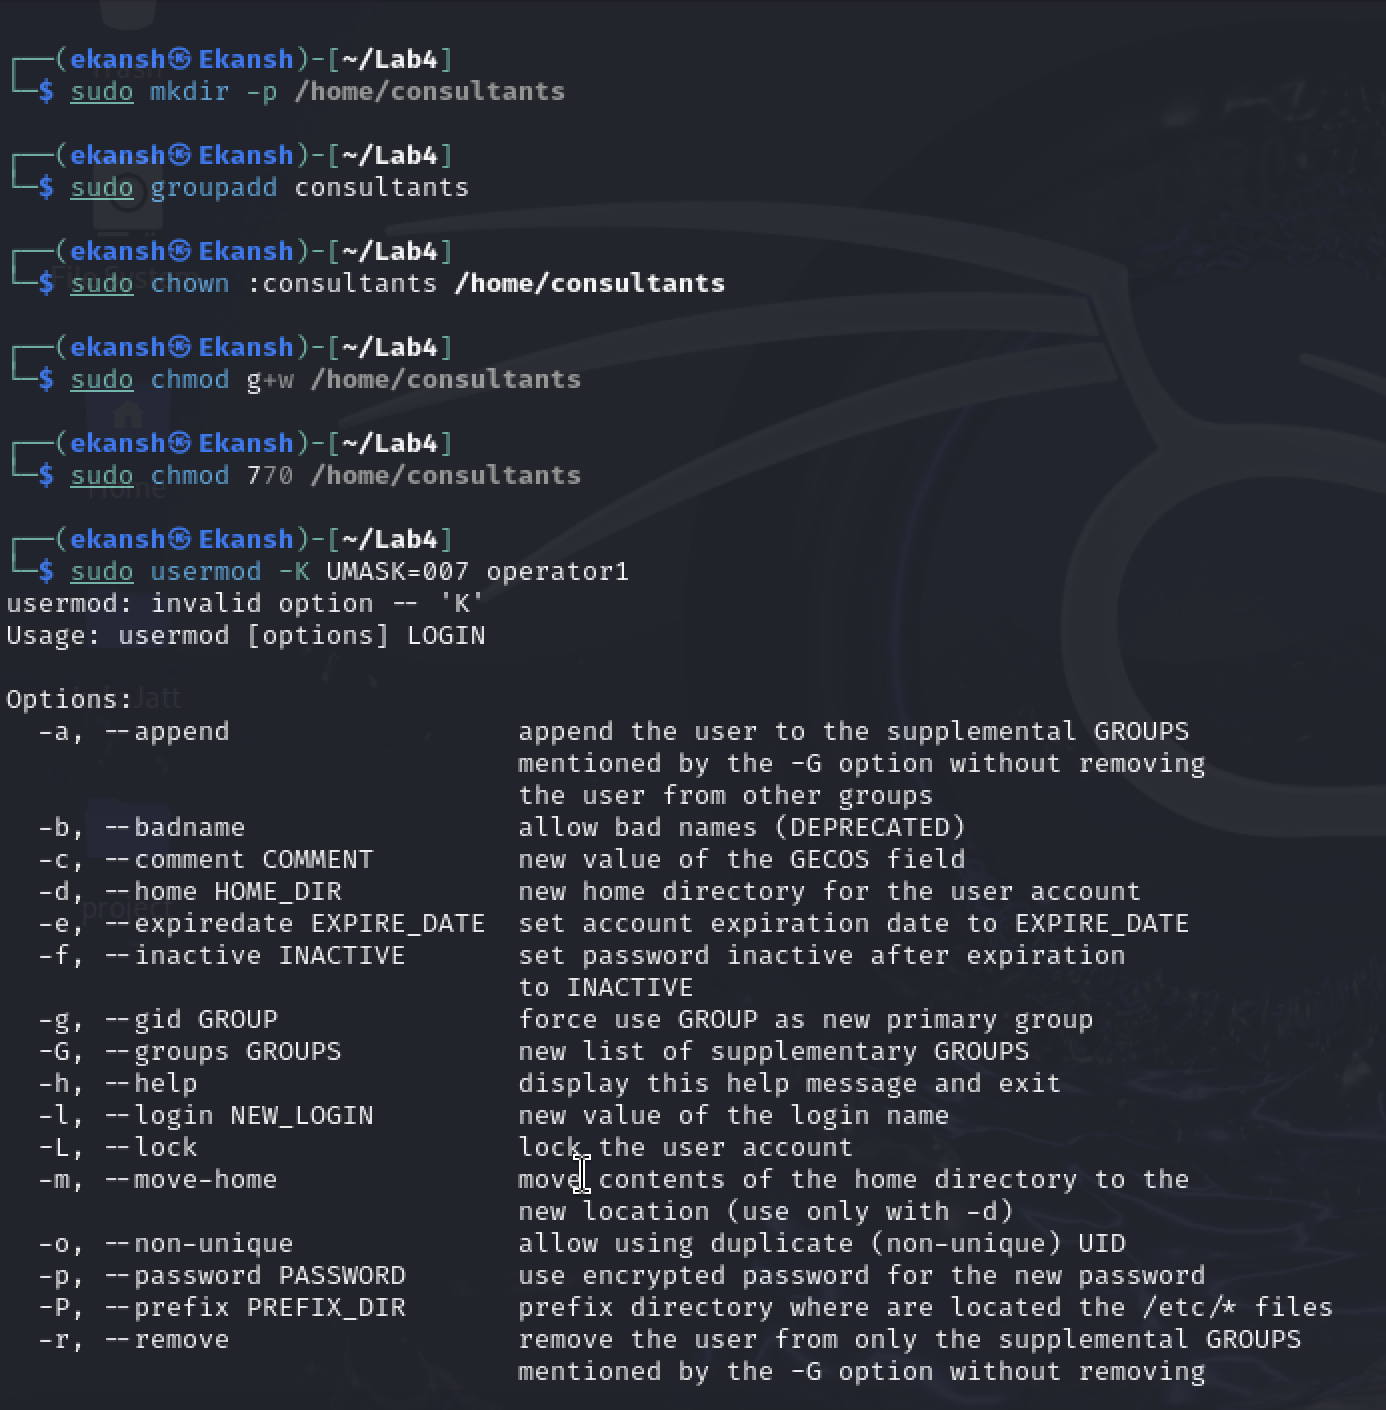 ┌──(ekansh㉿Ekansh)-[~/Lab4]
└─$ sudo mkdir -p /home/consultants
┌──(ekansh㉿Ekansh)-[~/Lab4]
└─$ sudo groupadd consultants
┌──(ekansh㉿Ekansh)-[~/Lab4]
└─$ sudo chown :consultants /home/consultants
┌──(ekansh㉿Ekansh)-[~/Lab4]
└─$ sudo chmod g+w /home/consultants
┌──(ekansh㉿Ekansh)-[~/Lab4]
└─$ sudo chmod 770 /home/consultants
┌──(ekansh㉿Ekansh)-[~/Lab4]
└─$ sudo usermod -K UMASK=007 operator1
usermod: invalid option -- 'K'
Usage: usermod [options] LOGIN
Options:
  -a, --append                  append the user to the supplemental GROUPS
                                mentioned by the -G option without removing
                                the user from other groups
  -b, --badname                 allow bad names (DEPRECATED)
  -c, --comment COMMENT         new value of the GECOS field
  -d, --home HOME_DIR           new home directory for the user account
  -e, --expiredate EXPIRE_DATE  set account expiration date to EXPIRE_DATE
  -f, --inactive INACTIVE       set password inactive after expiration
                                to INACTIVE
  -g, --gid GROUP               force use GROUP as new primary group
  -G, --groups GROUPS           new list of supplementary GROUPS
  -h, --help                    display this help message and exit
  -l, --login NEW_LOGIN         new value of the login name
  -L, --lock                    lock the user account
  -m, --move-home               move contents of the home directory to the
                                new location (use only with -d)
  -o, --non-unique              allow using duplicate (non-unique) UID
  -p, --password PASSWORD       use encrypted password for the new password
  -P, --prefix PREFIX_DIR       prefix directory where are located the /etc/* files
  -r, --remove                  remove the user from only the supplemental GROUPS
                                mentioned by the -G option without removing
Trash
File System
Home
Jatt
project